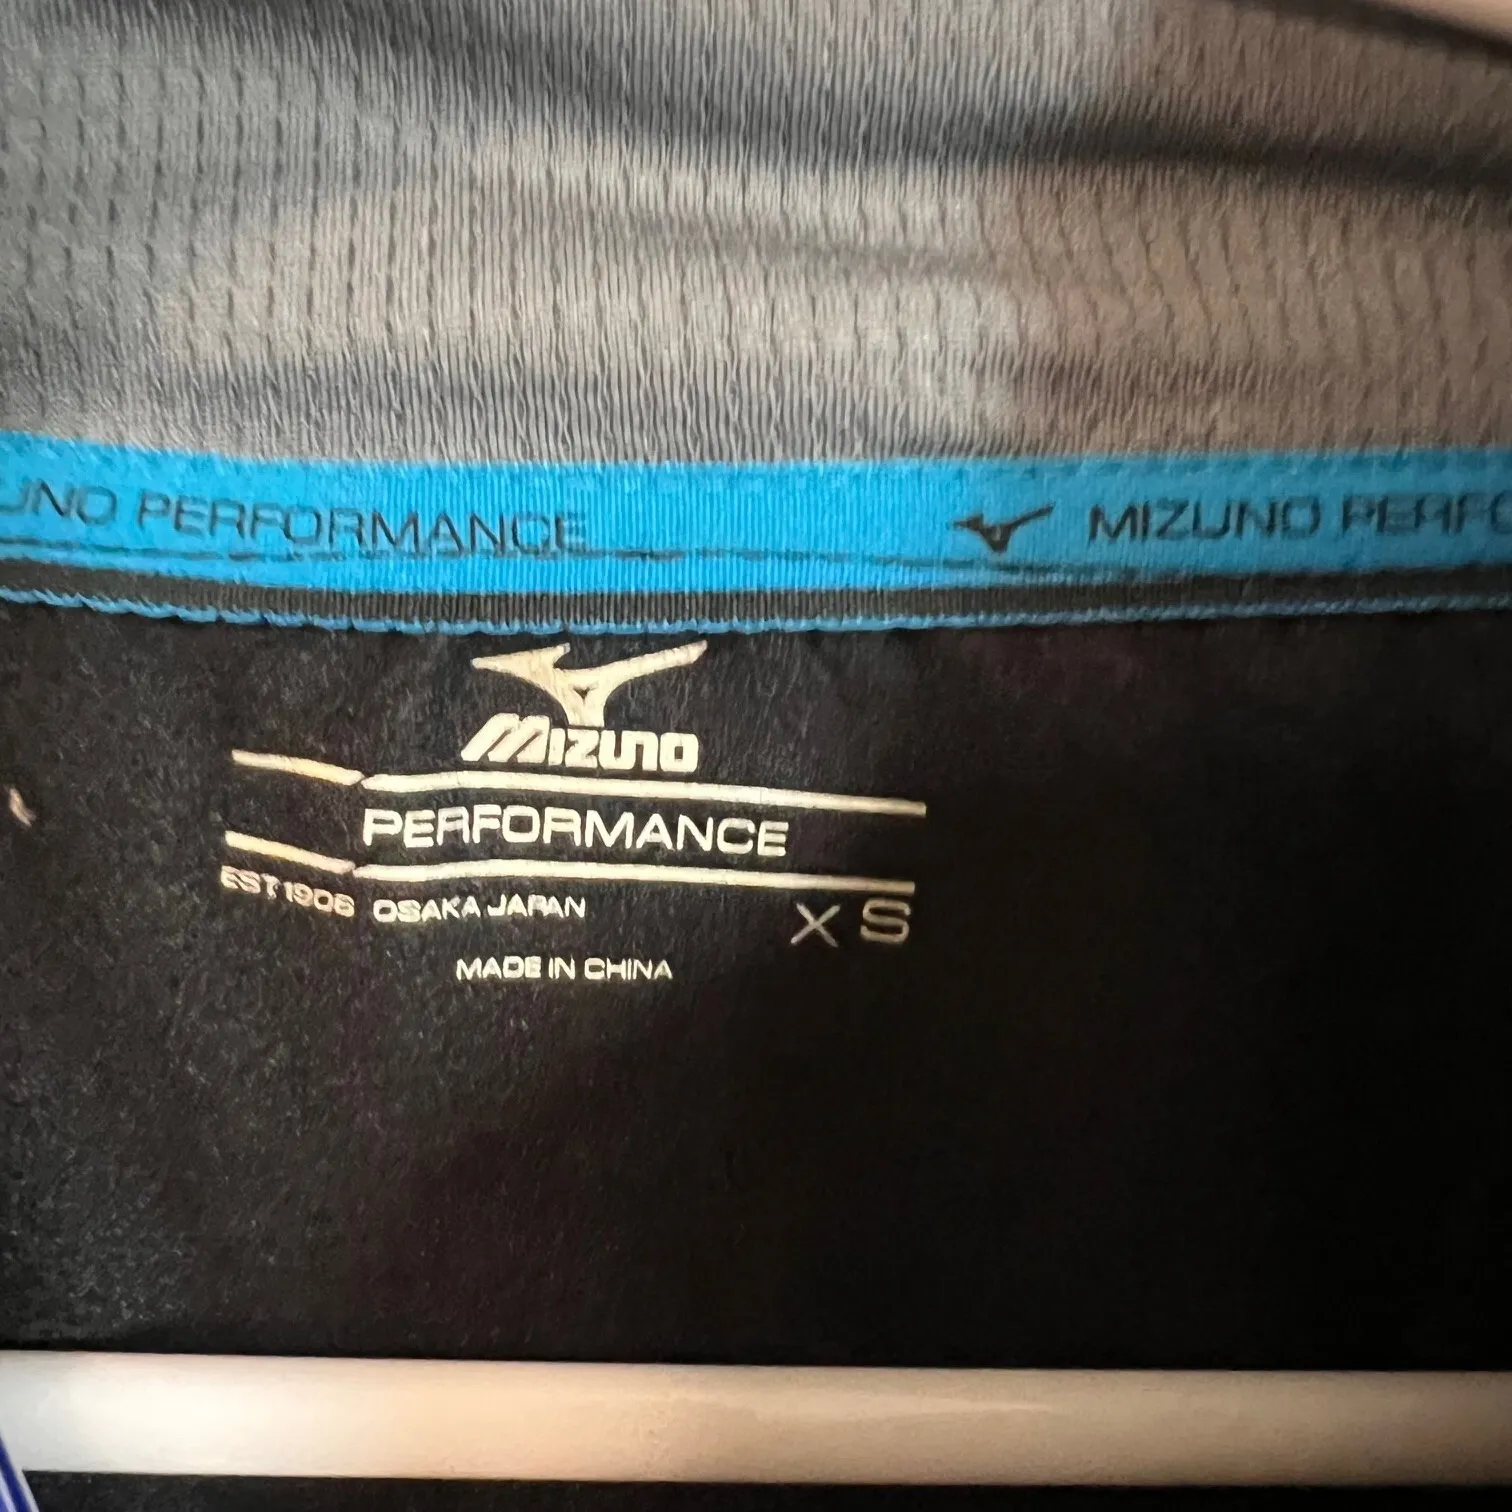 UNO PERFORMANCE MIZUNO PERFO
MIZUNO
PERFORMANCE
EST.1906 OSAKA JAPAN
XS
MADE IN CHINA